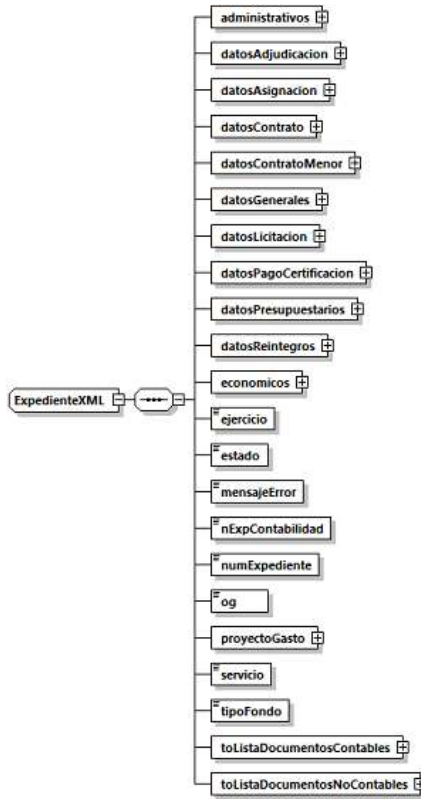 administrativos
datosAdjudicacion
datosAsignacion
datosContrato
datosContratoMenor
datosGenerales
datosLicitacion
datosPagoCertificacion
datosPresupuestarios
datosReintegros
ExpedienteXML
economicos
ejercicio
estado
mensajeError
nExpContabilidad
numExpediente
og
proyectoGasto
servicio
tipoFondo
toListaDocumentosContables
toListaDocumentosNoContables